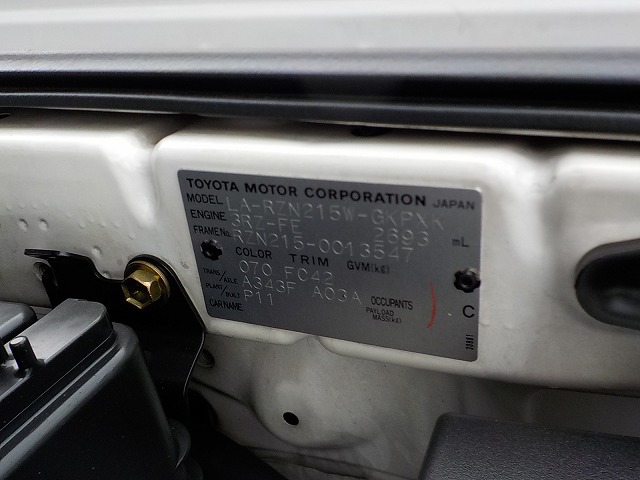 TOYOTA MOTOR CORPORATION JAPAN
MODEL LA-RZN215W-GKPXK
ENGINE 3RZ-FE 2693 mL
FRAME No. RZN215-0013547
COLOR TRIM GVM(kg)
070 FC42
TRANS/AXLE A343F A03A
PLANT/BUILT P11 OCCUPANTS
CAR NAME PAYLOAD MASS(kg) C